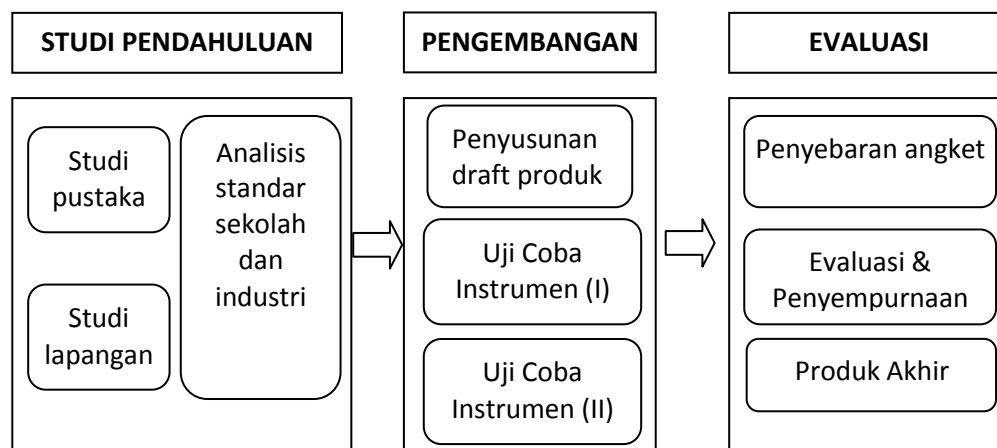 STUDI PENDAHULUAN
PENGEMBANGAN
EVALUASI
Studi
pustaka
Studi
lapangan
Analisis
standar
sekolah
dan
industri
Penyusunan
draft produk
Uji Coba
Instrumen (I)
Uji Coba
Instrumen (II)
Penyebaran angket
Evaluasi &
Penyempurnaan
Produk Akhir